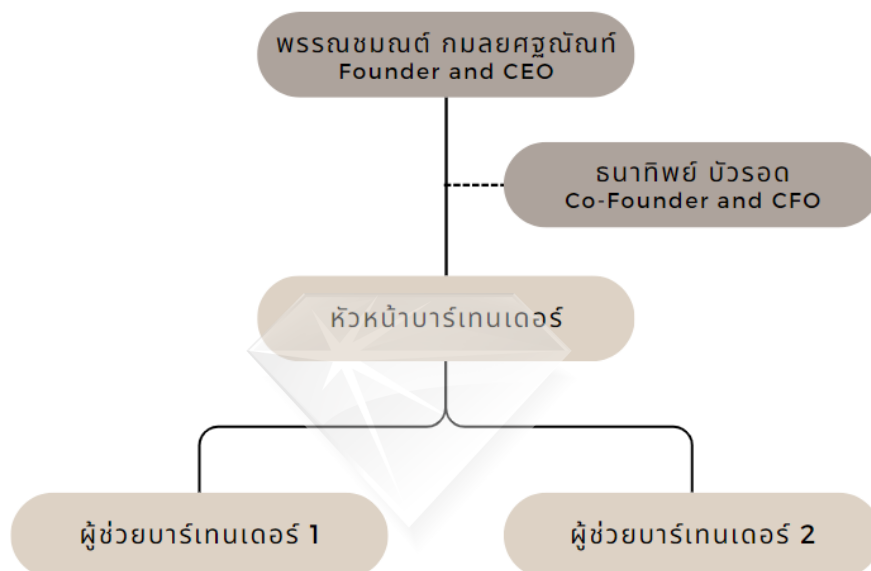 พรรณชมณต์ กมลยศฐณัณท์
Founder and CEO
ธนาทิพย์ บัวรอด
Co-Founder and CFO
หัวหน้าบาร์เทนเดอร์
ผู้ช่วยบาร์เทนเดอร์ 1
ผู้ช่วยบาร์เทนเดอร์ 2